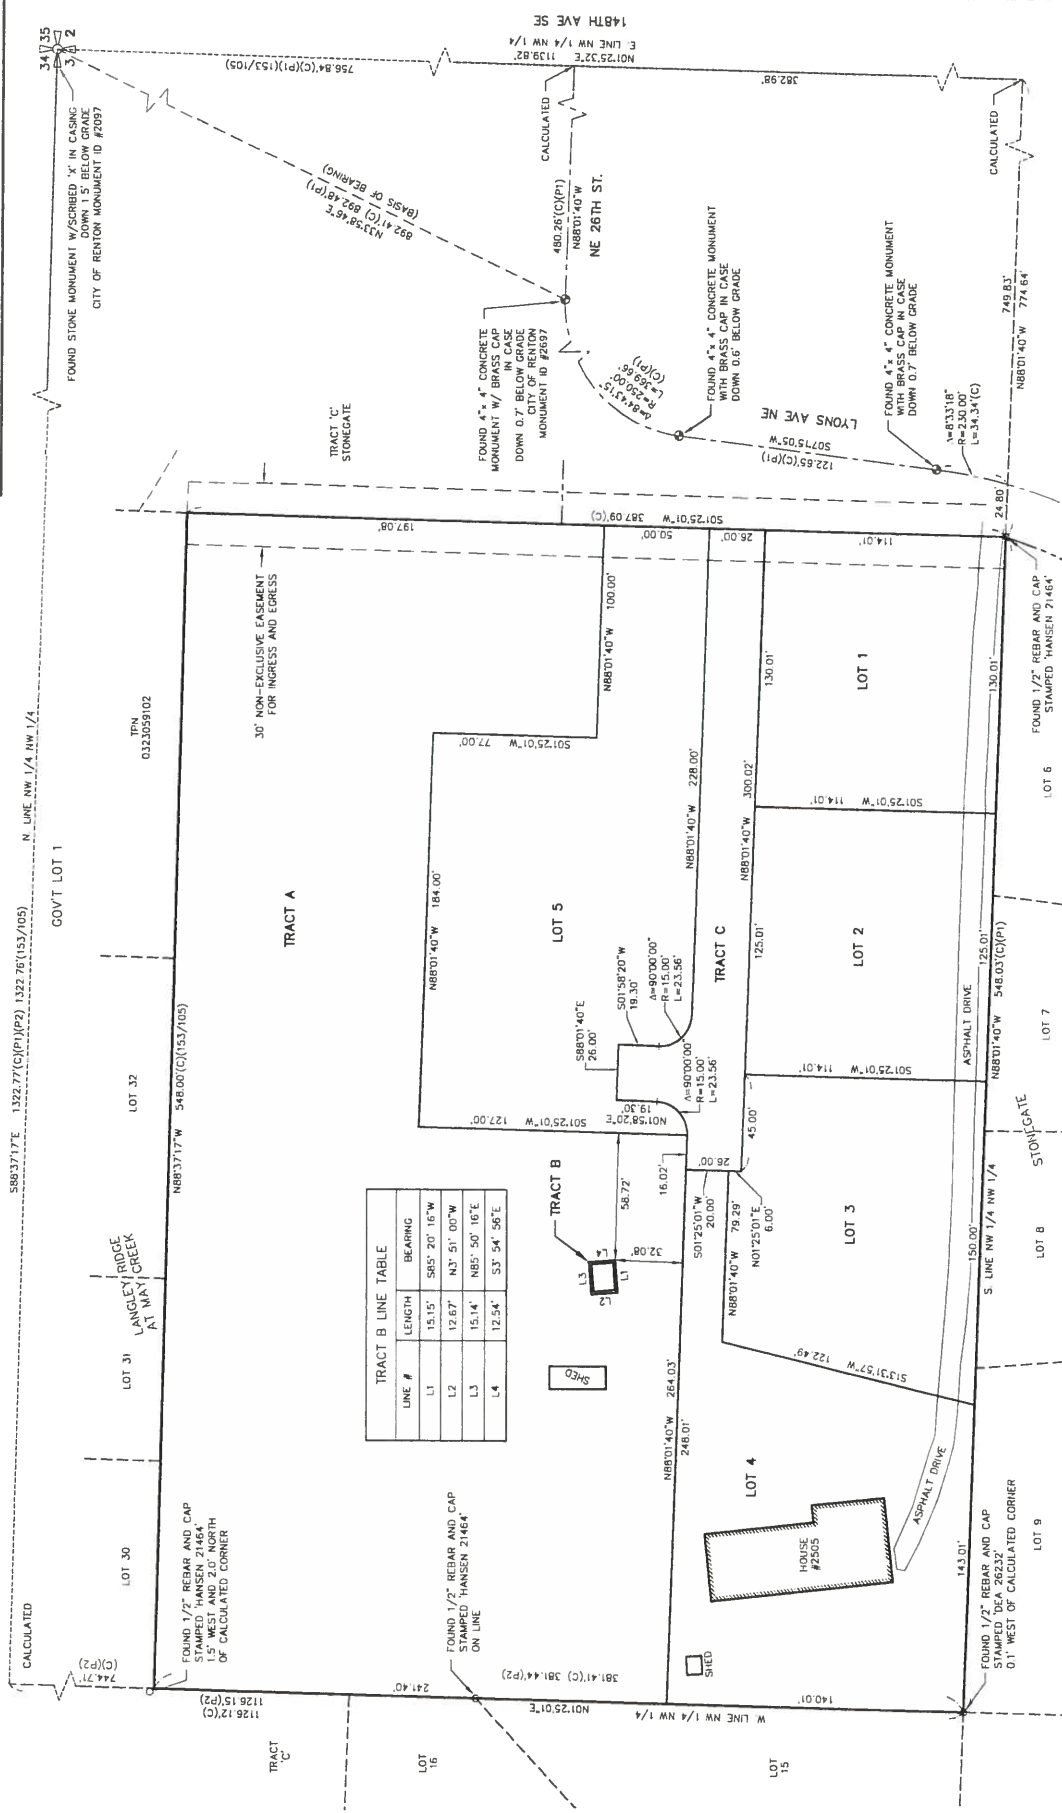 S88°37'17"E 1322.77'(C)(P1)(P2) 1322.76'(153/105) N. LINE NW 1/4 NW 1/4
CALCULATED
GOV'T LOT 1
34 35
3 2
FOUND STONE MONUMENT W/SCRIBED 'X' IN CASING
DOWN 1.5' BELOW GRADE
CITY OF RENTON MONUMENT ID #2097
756.84'(C)(P1)(153/105)
N01°25'32"E 1139.82'
E. LINE NW 1/4 NW 1/4
148TH AVE SE
382.98'
N33°58'46"E
892.41'(C) 892.48'(P1)
(BASIS OF BEARING)
CALCULATED
480.26'(C)(P1)
N88°01'40"W
NE 26TH ST.
CALCULATED
FOUND 4"x 4" CONCRETE
MONUMENT W/ BRASS CAP
IN CASE
DOWN 0.7' BELOW GRADE
CITY OF RENTON
MONUMENT ID #2697
Δ=84°43'15"
R=250.00'
L=369.66'
(C)(P1)
FOUND 4"x 4" CONCRETE MONUMENT
WITH BRASS CAP IN CASE
DOWN 0.6' BELOW GRADE
LYONS AVE NE
S07°15'05"W
122.65'(C)(P1)
FOUND 4"x 4" CONCRETE MONUMENT
WITH BRASS CAP IN CASE
DOWN 0.7' BELOW GRADE
Δ=8°33'18"
R=230.00'
L=34.34'(C)
749.83'
N88°01'40"W 774.64'
24.80'
TRACT 'C'
STONEGATE
TPN
0323059102
LOT 32
LANGLEY RIDGE
AT MAY CREEK
LOT 31
LOT 30
744.71'
(C)(P2)
1126.12'(C)
1126.15'(P2)
TRACT
'C'
LOT
16
LOT
15
FOUND 1/2" REBAR AND CAP
STAMPED 'HANSEN 21464'
1.5' WEST AND 2.0' NORTH
OF CALCULATED CORNER
N88°37'17"W 548.00'(C)(153/105)
30' NON-EXCLUSIVE EASEMENT
FOR INGRESS AND EGRESS
S01°25'01"W 387.09'(C)
197.08'
50.00'
26.00'
114.01'
TRACT A
N88°01'40"W 100.00'
S01°25'01"W 77.00'
N88°01'40"W 184.00'
LOT 5
S01°25'01"W 127.00'
N88°01'40"W 228.00'
TRACT C
S88°01'40"E
26.00'
S01°58'20"W
19.30'
Δ=90°00'00"
R=15.00'
L=23.56'
N01°58'20"E
19.30'
Δ=90°00'00"
R=15.00'
L=23.56'
TRACT B LINE TABLE
LINE # LENGTH BEARING
L1 15.15' S85° 20' 16"W
L2 12.67' N3° 51' 00"W
L3 15.14' N85° 50' 16"E
L4 12.54' S3° 54' 56"E
TRACT B
L3
L4
L2
L1
58.72'
32.08'
16.02'
SHED
FOUND 1/2" REBAR AND CAP
STAMPED 'HANSEN 21464'
ON LINE
241.40'
N01°25'01"E 381.41'(C) 381.44'(P2)
W. LINE NW 1/4 NW 1/4
140.01'
N88°01'40"W 264.03'
248.01'
26.00'
S01°25'01"W
20.00'
N01°25'01"E
6.00'
N88°01'40"W 79.29'
S13°31'57"W 122.49'
45.00'
N88°01'40"W 300.02'
130.01'
125.01'
LOT 1
S01°25'01"W 114.01'
LOT 2
S01°25'01"W 114.01'
LOT 3
LOT 4
HOUSE
#2505
SHED
ASPHALT DRIVE
ASPHALT DRIVE
130.01'
125.01'
150.00'
143.01'
N88°01'40"W 548.03'(C)(P1)
S. LINE NW 1/4 NW 1/4
FOUND 1/2" REBAR AND CAP
STAMPED 'HANSEN 21464'
LOT 6
LOT 7
STONEGATE
LOT 8
LOT 9
FOUND 1/2" REBAR AND CAP
STAMPED 'DEA 26232'
0.1' WEST OF CALCULATED CORNER